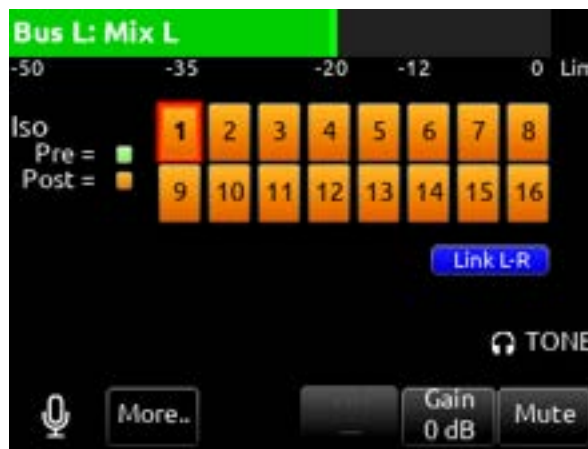 Bus L: Mix L
-50 -35 -20 -12 0 Lim
Iso
Pre =
Post =
1 2 3 4 5 6 7 8
9 10 11 12 13 14 15 16
Link L-R
TONE
More.. Gain 0 dB Mute